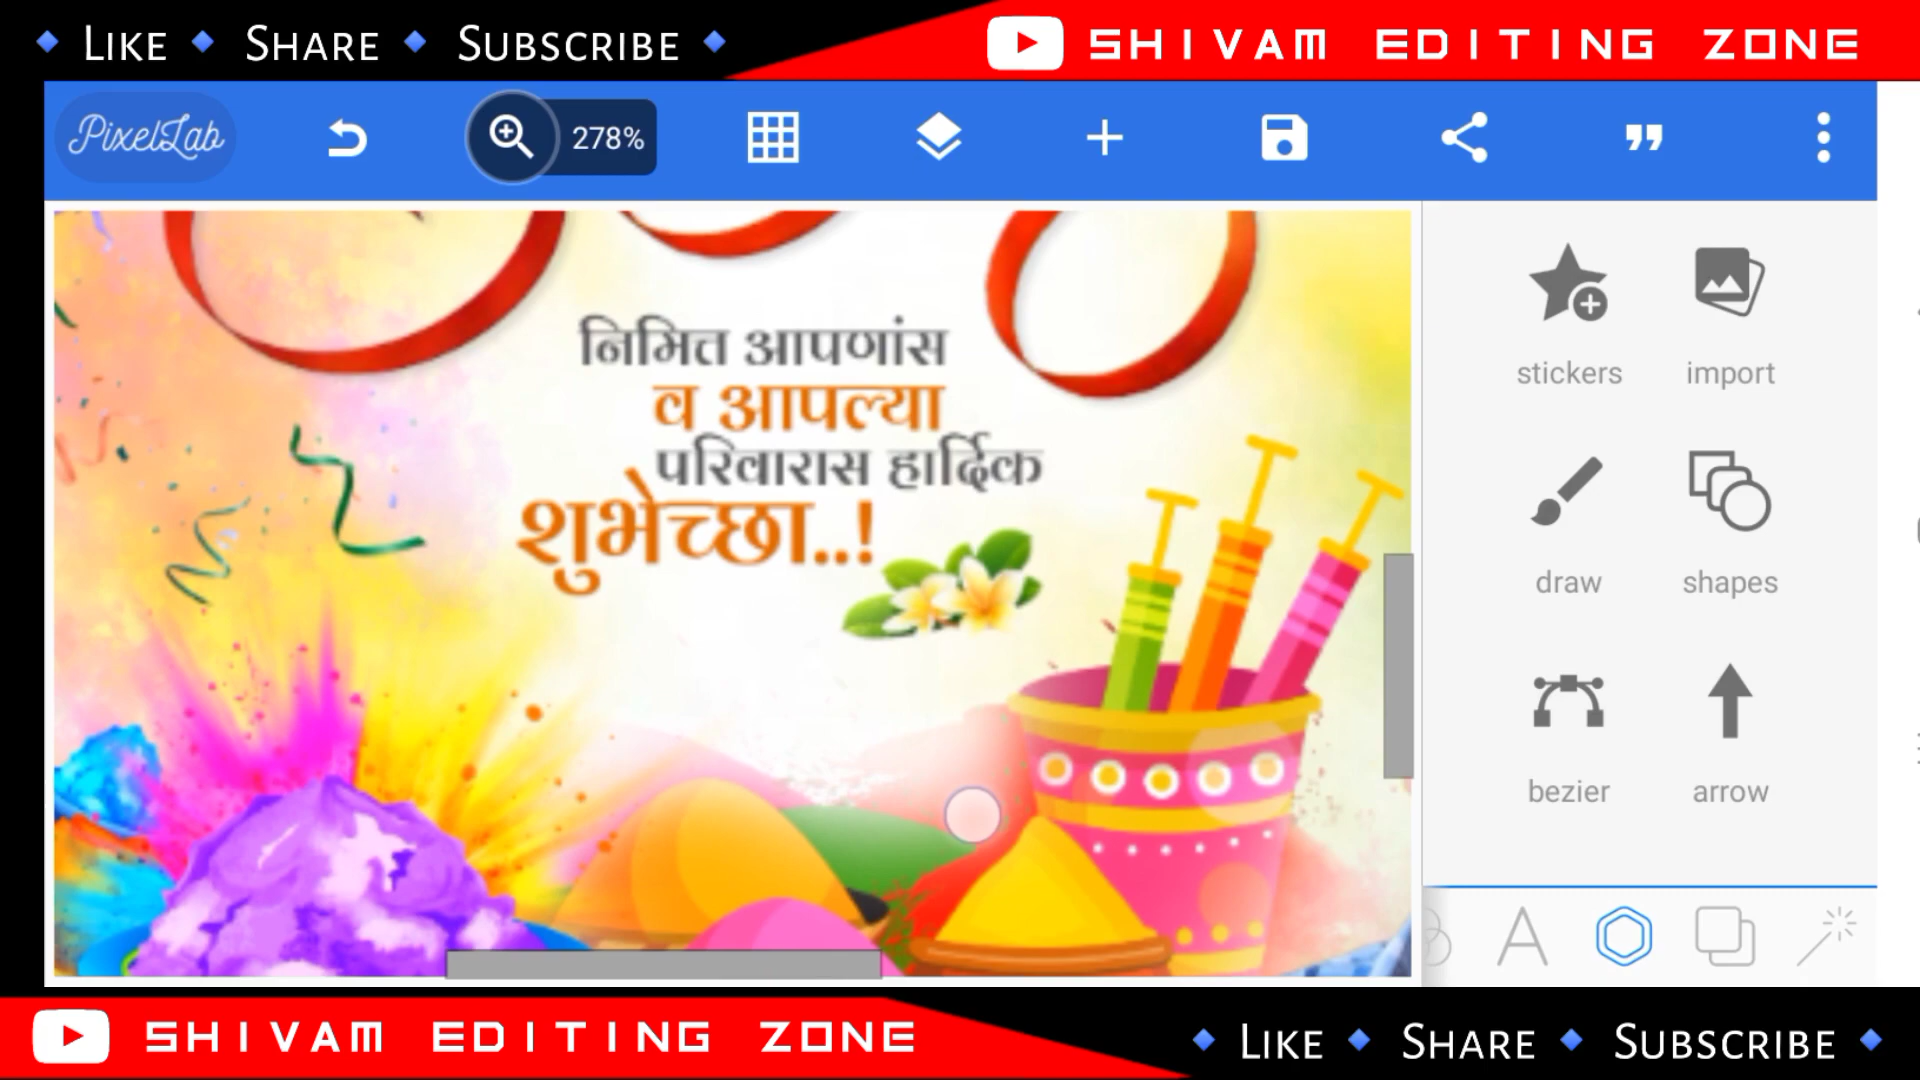 Like Share Subscribe
SHIVAM EDITING ZONE
PixelLab
278%
निमित्त आपणांस
व आपल्या
परिवारास हार्दिक
शुभेच्छा..!
stickers import
draw shapes
bezier arrow
SHIVAM EDITING ZONE
Like Share Subscribe